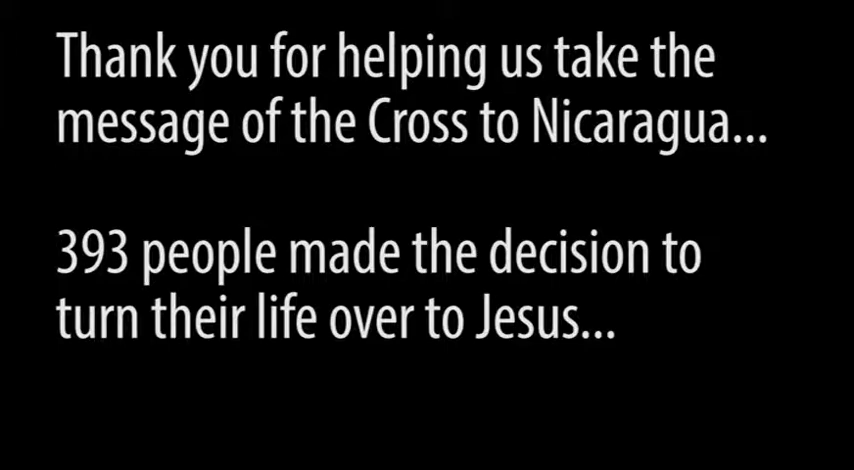 Thank you for helping us take the
message of the Cross to Nicaragua...
393 people made the decision to
turn their life over to Jesus...